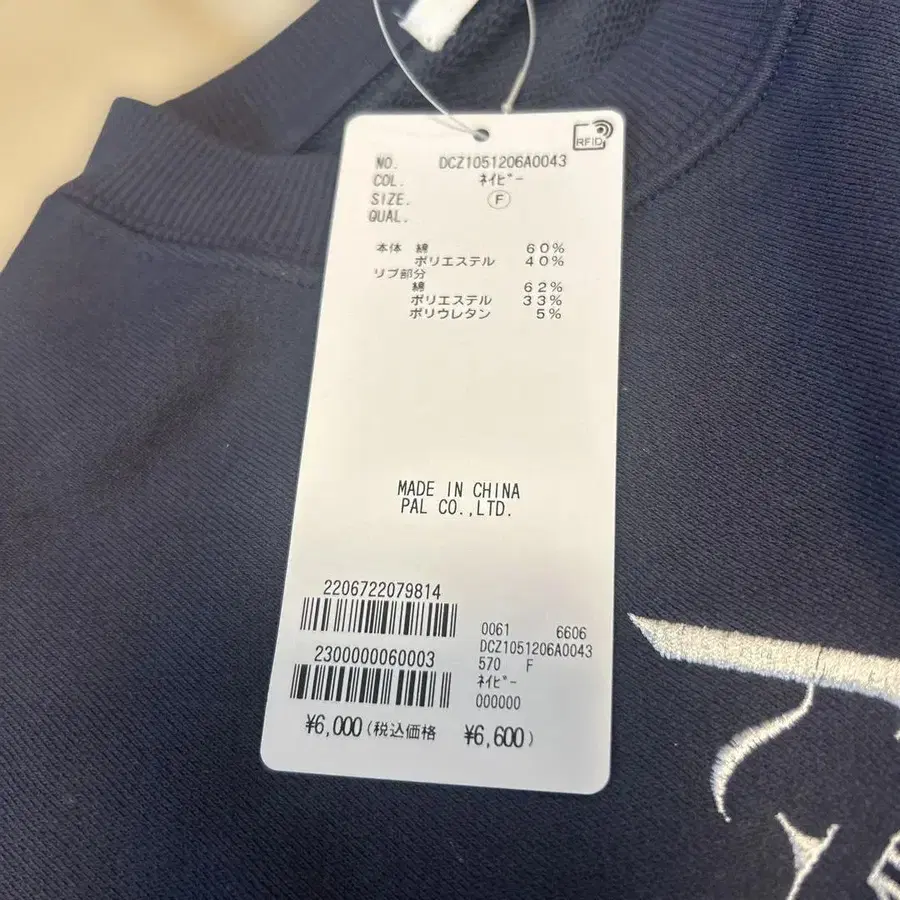 RFID
NO. DCZ1051206A0043
COL. ネイビー
SIZE. F
QUAL.
本体 綿 60%
ポリエステル 40%
リブ部分
綿 62%
ポリエステル 33%
ポリウレタン 5%
MADE IN CHINA
PAL CO.,LTD.
2206722079814
2300000060003
0061 6606
DCZ1051206A0043
570 F
ネイビー
000000
¥6,000(税込価格 ¥6,600)